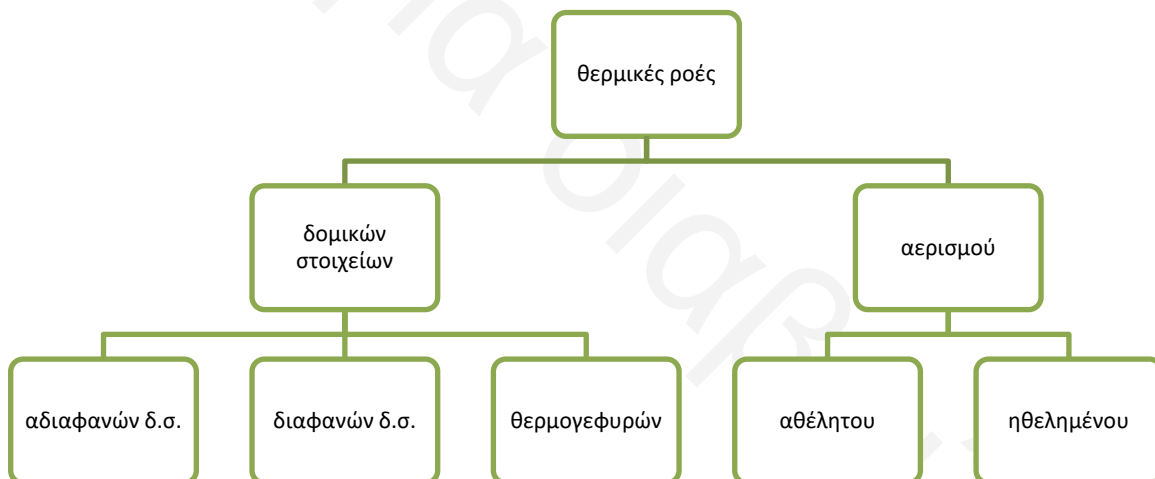 θερμικές ροές
δομικών
στοιχείων
αερισμού
αδιαφανών δ.σ.
διαφανών δ.σ.
θερμογεφυρών
αθέλητου
ηθελημένου